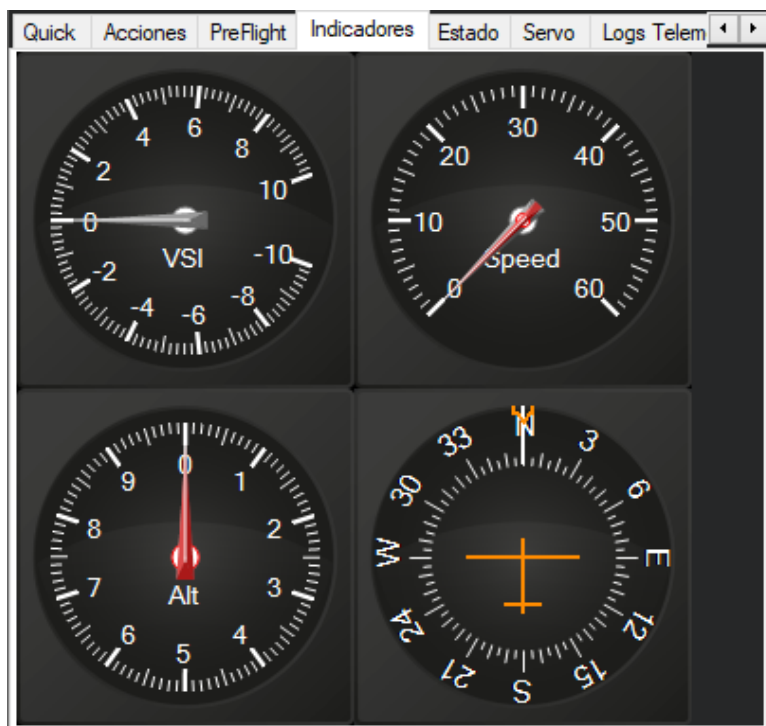 Quick Acciones PreFlight Indicadores Estado Servo Logs Telem
4 6 8
2 10
0
VSI
-2 -10
-4 -6 -8
30
20 40
10 50
Speed
0 60
0
9 1
8 2
Alt
7 3
6 4
5
N
33 3
30 6
W E
24 12
21 15
S